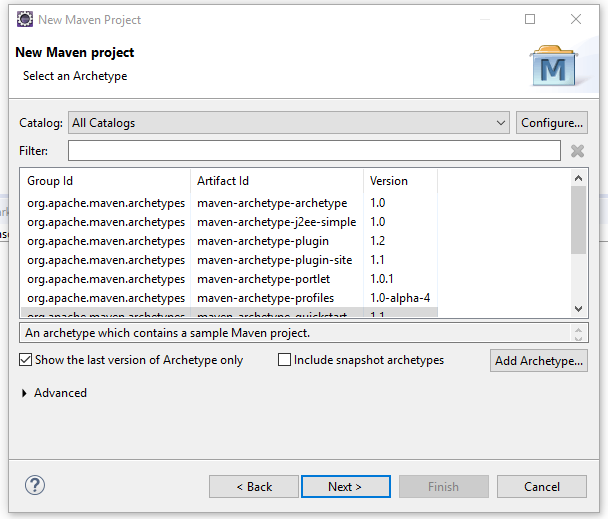 New Maven Project
New Maven project
Select an Archetype
M
Catalog: All Catalogs Configure...
Filter:
Group Id Artifact Id Version
org.apache.maven.archetypes maven-archetype-archetype 1.0
org.apache.maven.archetypes maven-archetype-j2ee-simple 1.0
org.apache.maven.archetypes maven-archetype-plugin 1.2
org.apache.maven.archetypes maven-archetype-plugin-site 1.1
org.apache.maven.archetypes maven-archetype-portlet 1.0.1
org.apache.maven.archetypes maven-archetype-profiles 1.0-alpha-4
org.apache.maven.archetypes maven-archetype-quickstart 1.1
An archetype which contains a sample Maven project.
Show the last version of Archetype only Include snapshot archetypes Add Archetype...
Advanced
? < Back Next > Finish Cancel